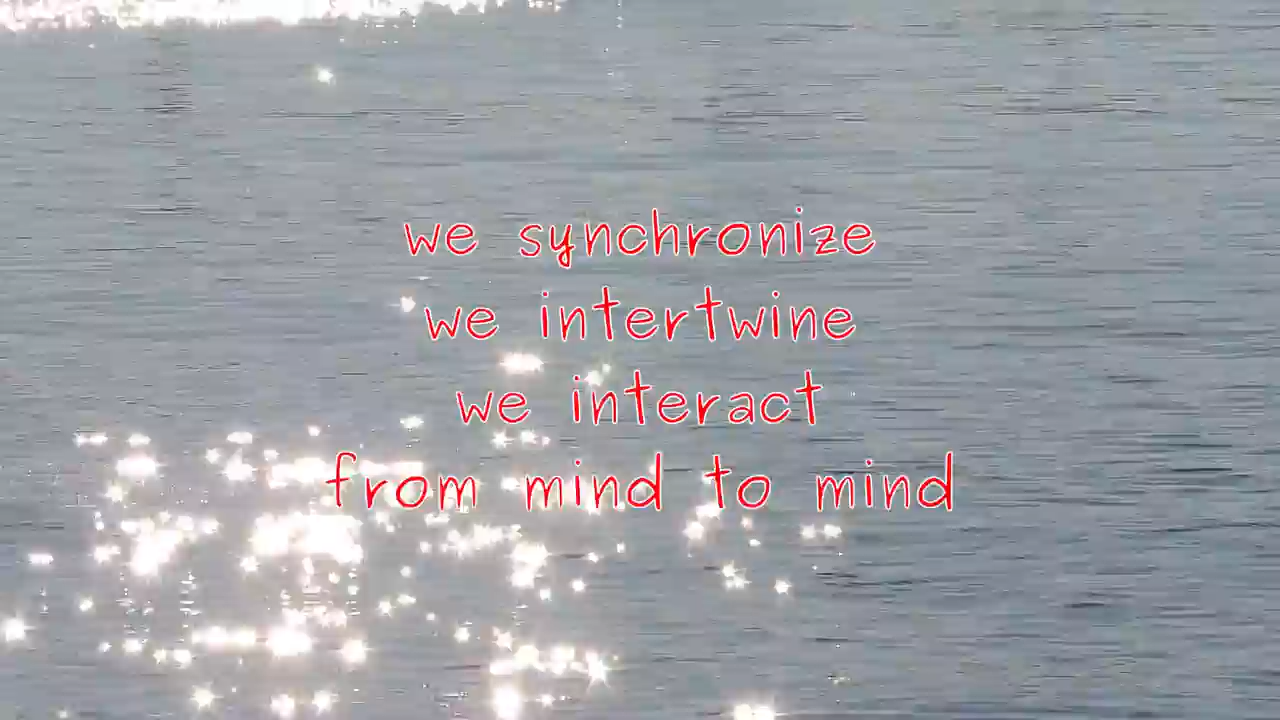 we synchronize
we intertwine
we interact
from mind to mind